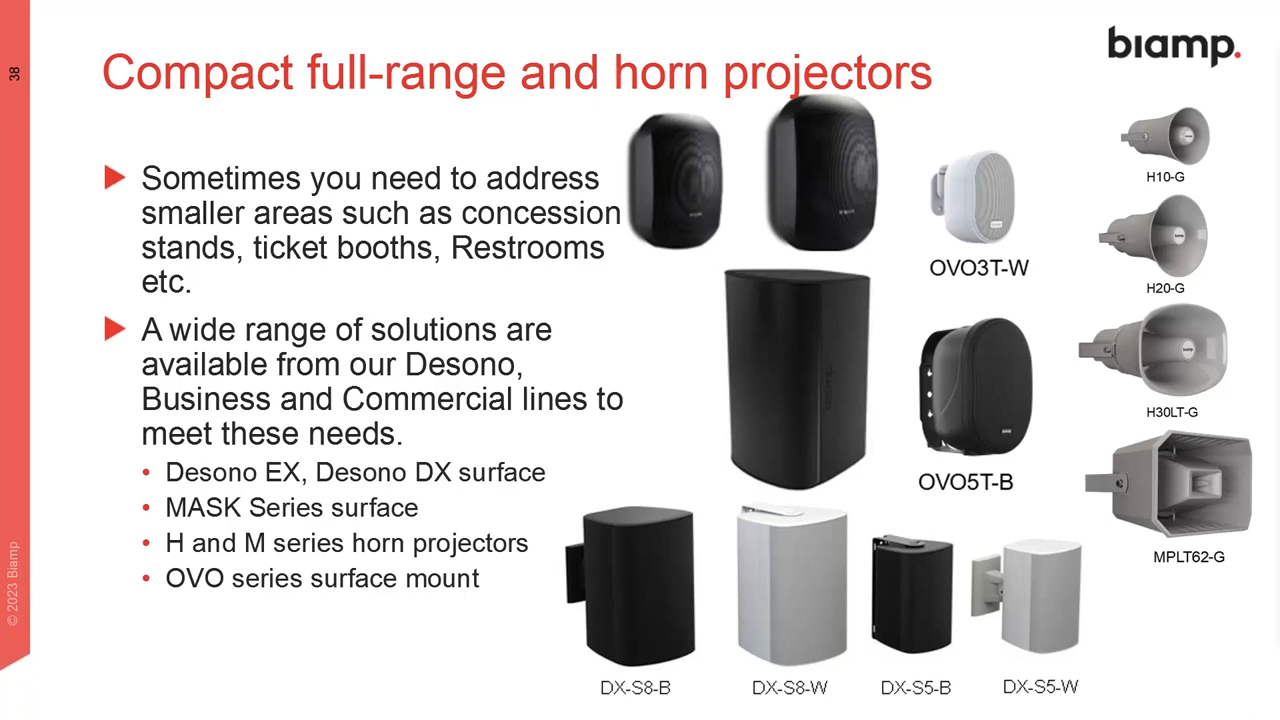 38
biamp.
Compact full-range and horn projectors
Sometimes you need to address
smaller areas such as concession
stands, ticket booths, Restrooms
etc.
A wide range of solutions are
available from our Desono,
Business and Commercial lines to
meet these needs.
• Desono EX, Desono DX surface
• MASK Series surface
• H and M series horn projectors
• OVO series surface mount
OVO3T-W
OVO5T-B
H10-G
biamp
H20-G
biamp
H30LT-G
MPLT62-G
DX-S8-B
DX-S8-W
DX-S5-B
DX-S5-W
© 2023 Biamp